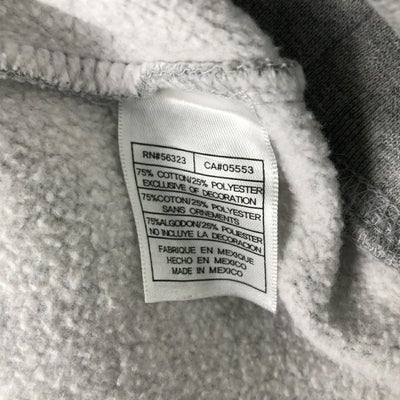 RN#56323 CA#05553
75% COTTON/25% POLYESTER
EXCLUSIVE OF DECORATION
75%COTON/25% POLYESTER
SANS ORNEMENTS
75%ALGODON/25% POLIESTER
NO INCLUYE LA DECORACION
FABRIQUE EN MEXIQUE
HECHO EN MEXICO
MADE IN MEXICO